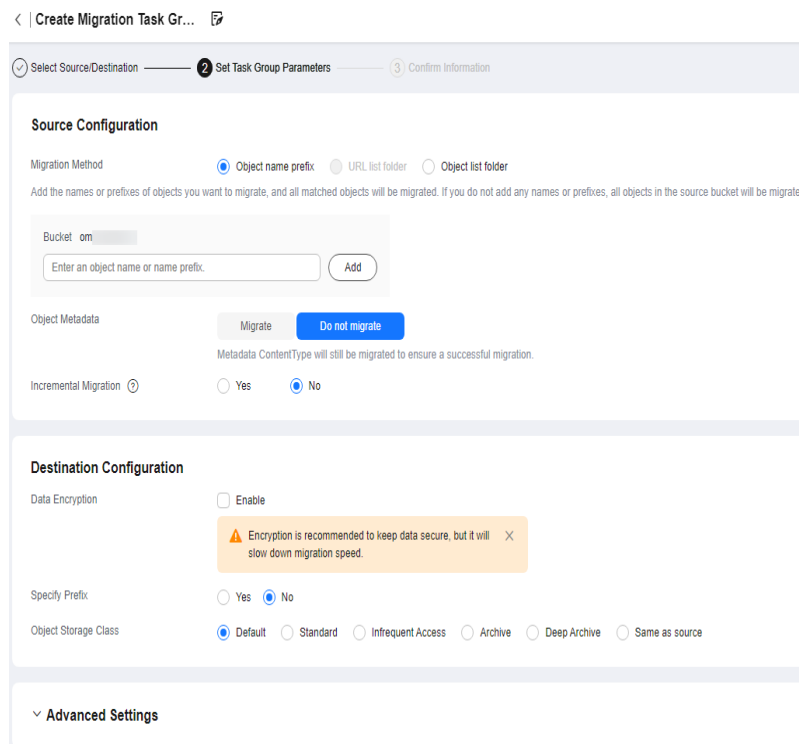 Create Migration Task Gr...
Select Source/Destination 2 Set Task Group Parameters 3 Confirm Information
Source Configuration
Migration Method Object name prefix URL list folder Object list folder
Add the names or prefixes of objects you want to migrate, and all matched objects will be migrated. If you do not add any names or prefixes, all objects in the source bucket will be migrate
Bucket om
Enter an object name or name prefix. Add
Object Metadata Migrate Do not migrate
Metadata ContentType will still be migrated to ensure a successful migration.
Incremental Migration ? Yes No
Destination Configuration
Data Encryption Enable
Encryption is recommended to keep data secure, but it will
slow down migration speed.
Specify Prefix Yes No
Object Storage Class Default Standard Infrequent Access Archive Deep Archive Same as source
Advanced Settings